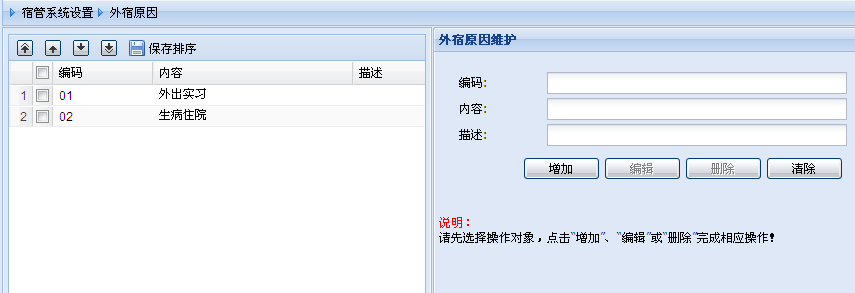 宿管系统设置 外宿原因
保存排序
编码 内容 描述
1 01 外出实习
2 02 生病住院
外宿原因维护
编码:
内容:
描述:
增加 编辑 删除 清除
说明：
请先选择操作对象，点击“增加”、“编辑”或“删除”完成相应操作！